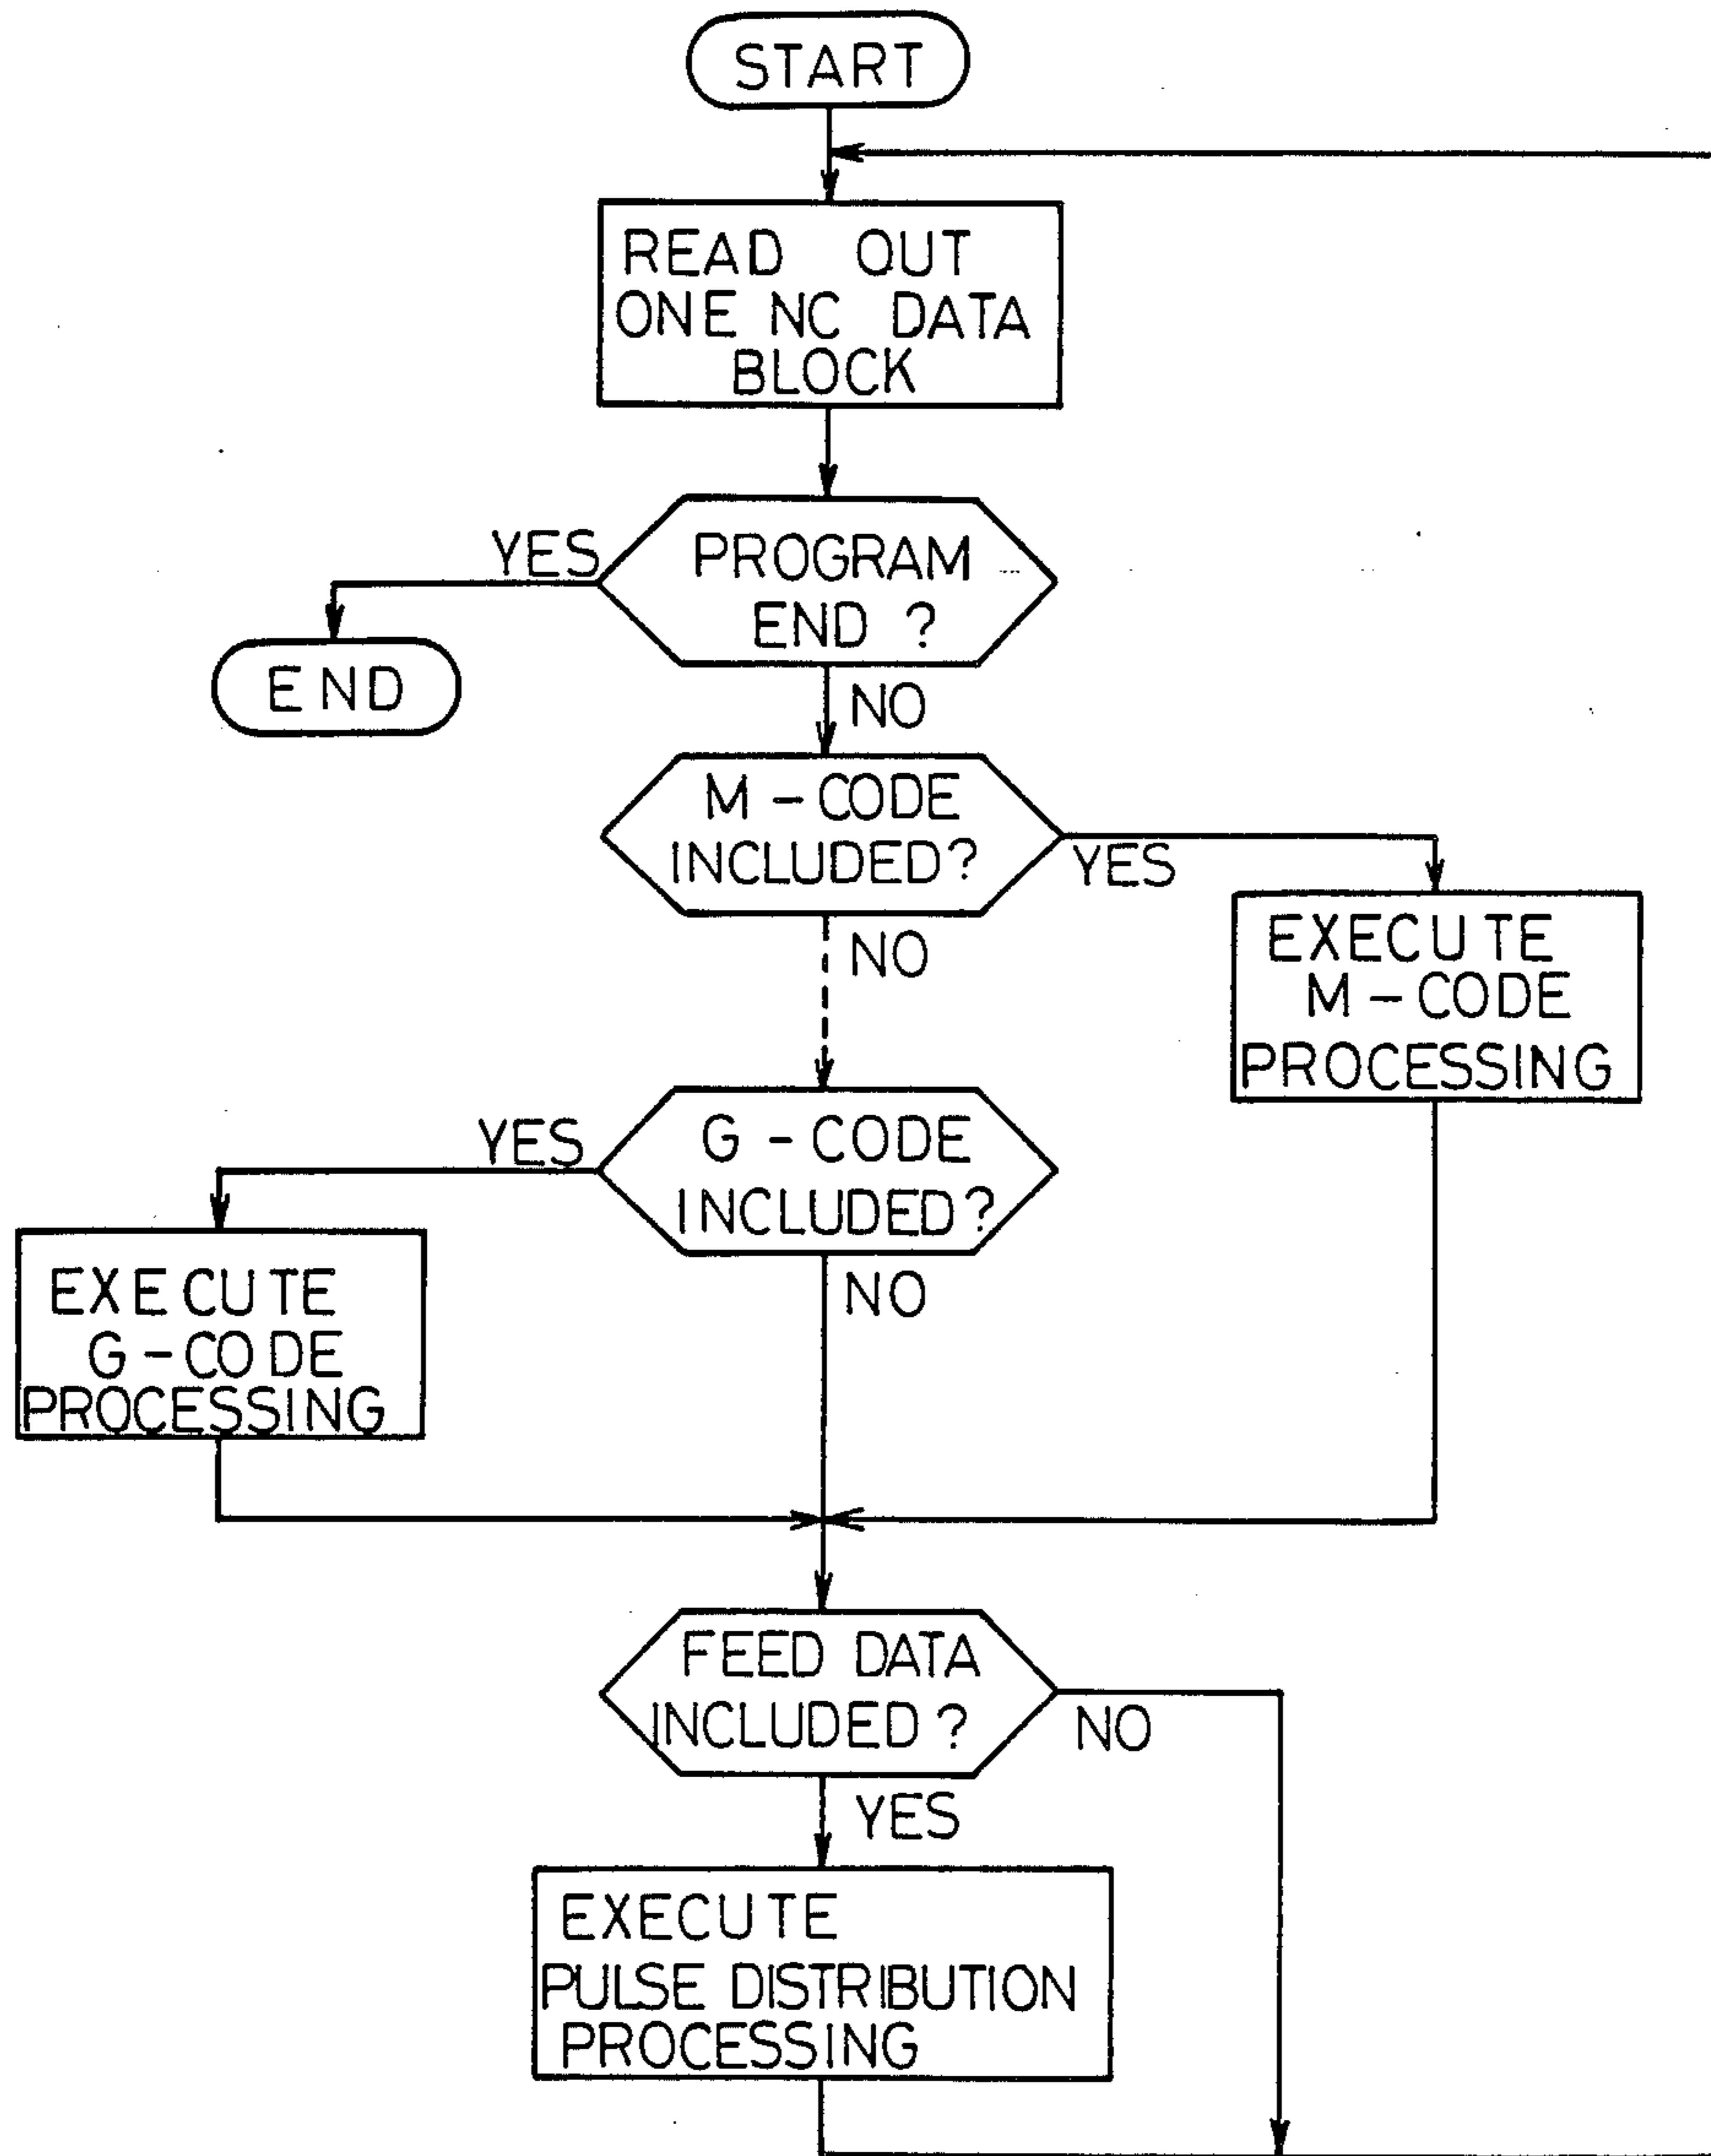 START
READ OUT
ONE NC DATA
BLOCK
YES
PROGRAM
END ?
END
NO
M-CODE
INCLUDED?
YES
NO
EXECUTE
M-CODE
PROCESSING
YES
G-CODE
INCLUDED?
NO
EXECUTE
G-CODE
PROCESSING
FEED DATA
INCLUDED?
NO
YES
EXECUTE
PULSE DISTRIBUTION
PROCESSING